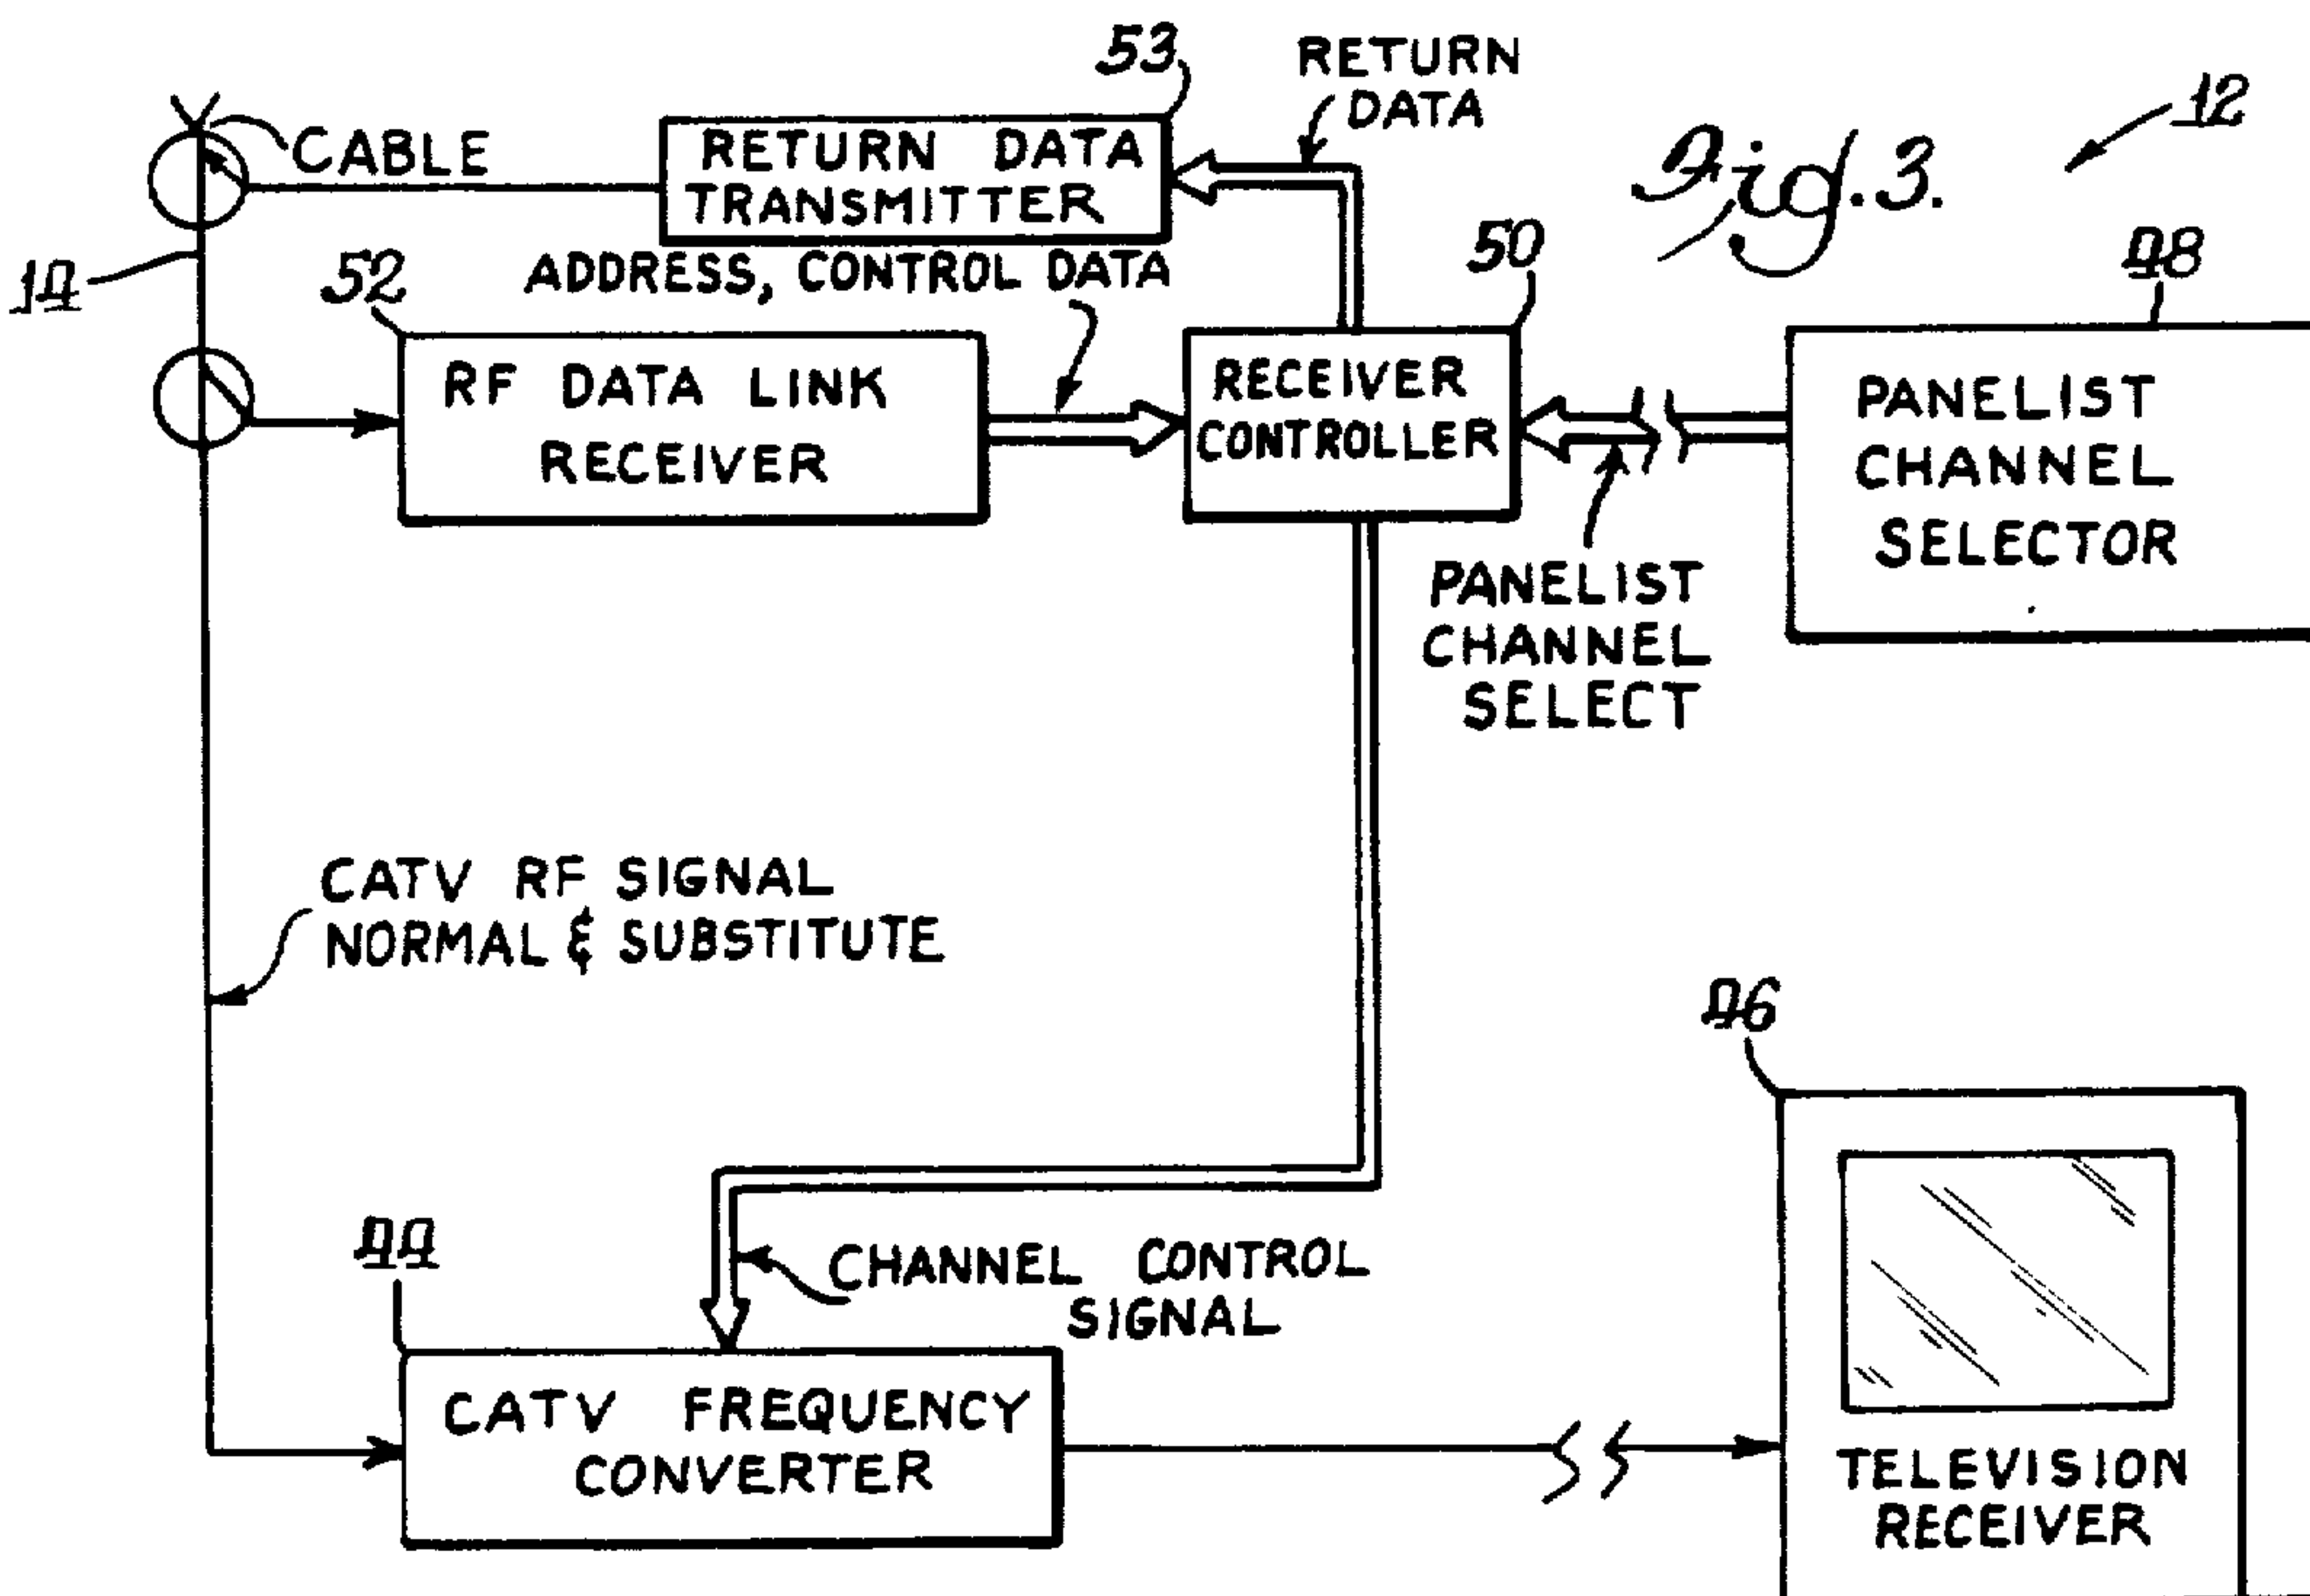 53
RETURN
DATA
12
Fig. 3.
CABLE
RETURN DATA
TRANSMITTER
14
52
ADDRESS, CONTROL DATA
50
48
RF DATA LINK
RECEIVER
RECEIVER
CONTROLLER
PANELIST
CHANNEL
SELECTOR
PANELIST
CHANNEL
SELECT
CATV RF SIGNAL
NORMAL & SUBSTITUTE
46
44
CHANNEL CONTROL
SIGNAL
CATV FREQUENCY
CONVERTER
TELEVISION
RECEIVER